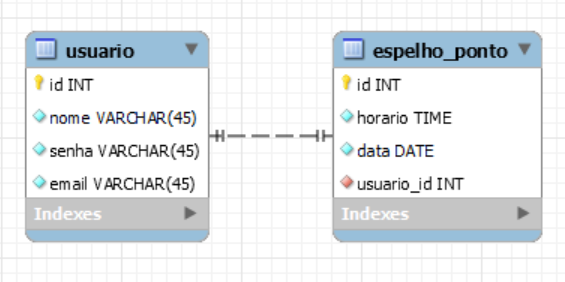 usuario
id INT
nome VARCHAR(45)
senha VARCHAR(45)
email VARCHAR(45)
Indexes
espelho_ponto
id INT
horario TIME
data DATE
usuario_id INT
Indexes